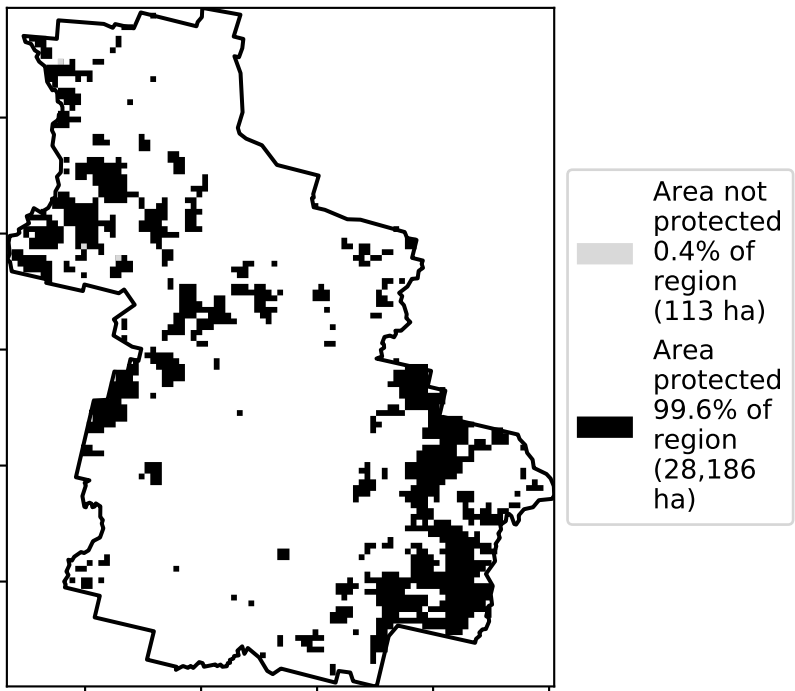 Area not
protected
0.4% of
region
(113 ha)
Area
protected
99.6% of
region
(28,186
ha)